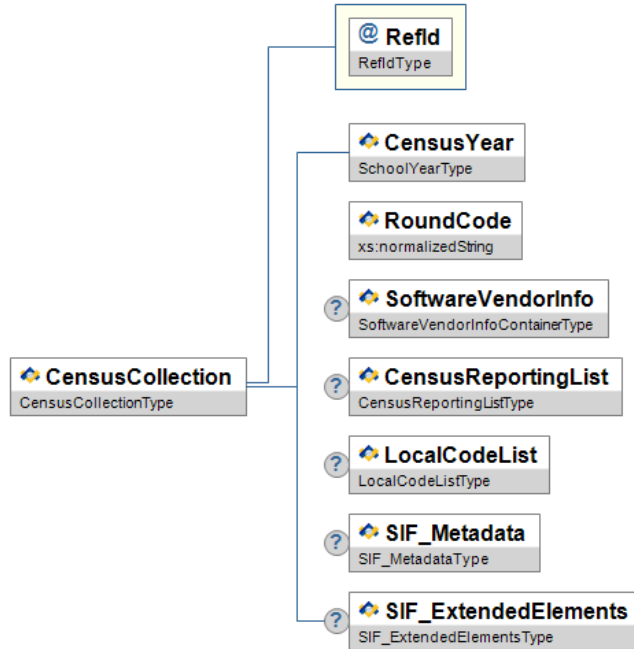 @ RefId
RefIdType
CensusYear
SchoolYearType
RoundCode
xs:normalizedString
? SoftwareVendorInfo
SoftwareVendorInfoContainerType
CensusCollection
CensusCollectionType
? CensusReportingList
CensusReportingListType
? LocalCodeList
LocalCodeListType
? SIF_Metadata
SIF_MetadataType
? SIF_ExtendedElements
SIF_ExtendedElementsType